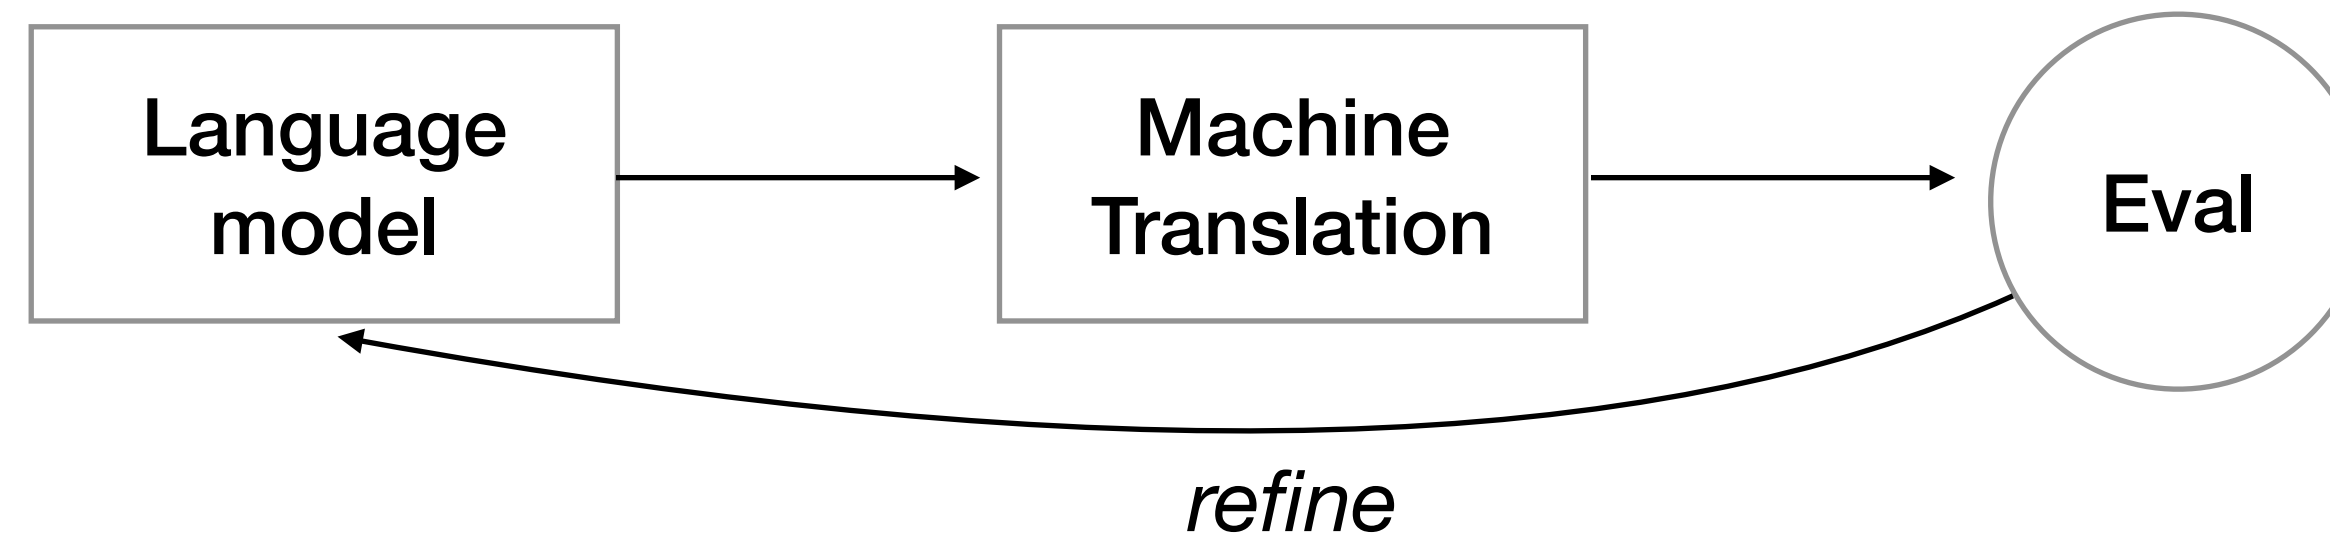 Language
model
Machine
Translation
Eval
refine